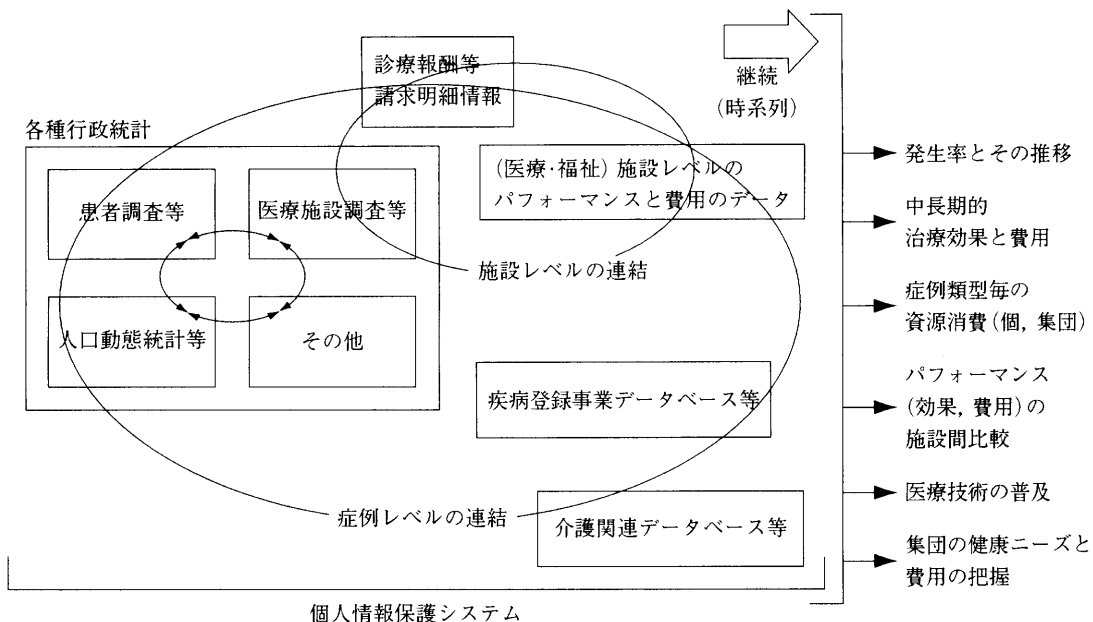 診療報酬等
請求明細情報
継続
(時系列)
各種行政統計
患者調査等
医療施設調査等
人口動態統計等
その他
(医療·福祉) 施設レベルの
パフォーマンスと費用のデータ
施設レベルの連結
疾病登録事業データベース等
症例レベルの連結
介護関連データベース等
個人情報保護システム
発生率とその推移
中長期的
治療効果と費用
症例類型毎の
資源消費(個, 集団)
パフォーマンス
(効果, 費用)の
施設間比較
医療技術の普及
集団の健康ニーズと
費用の把握